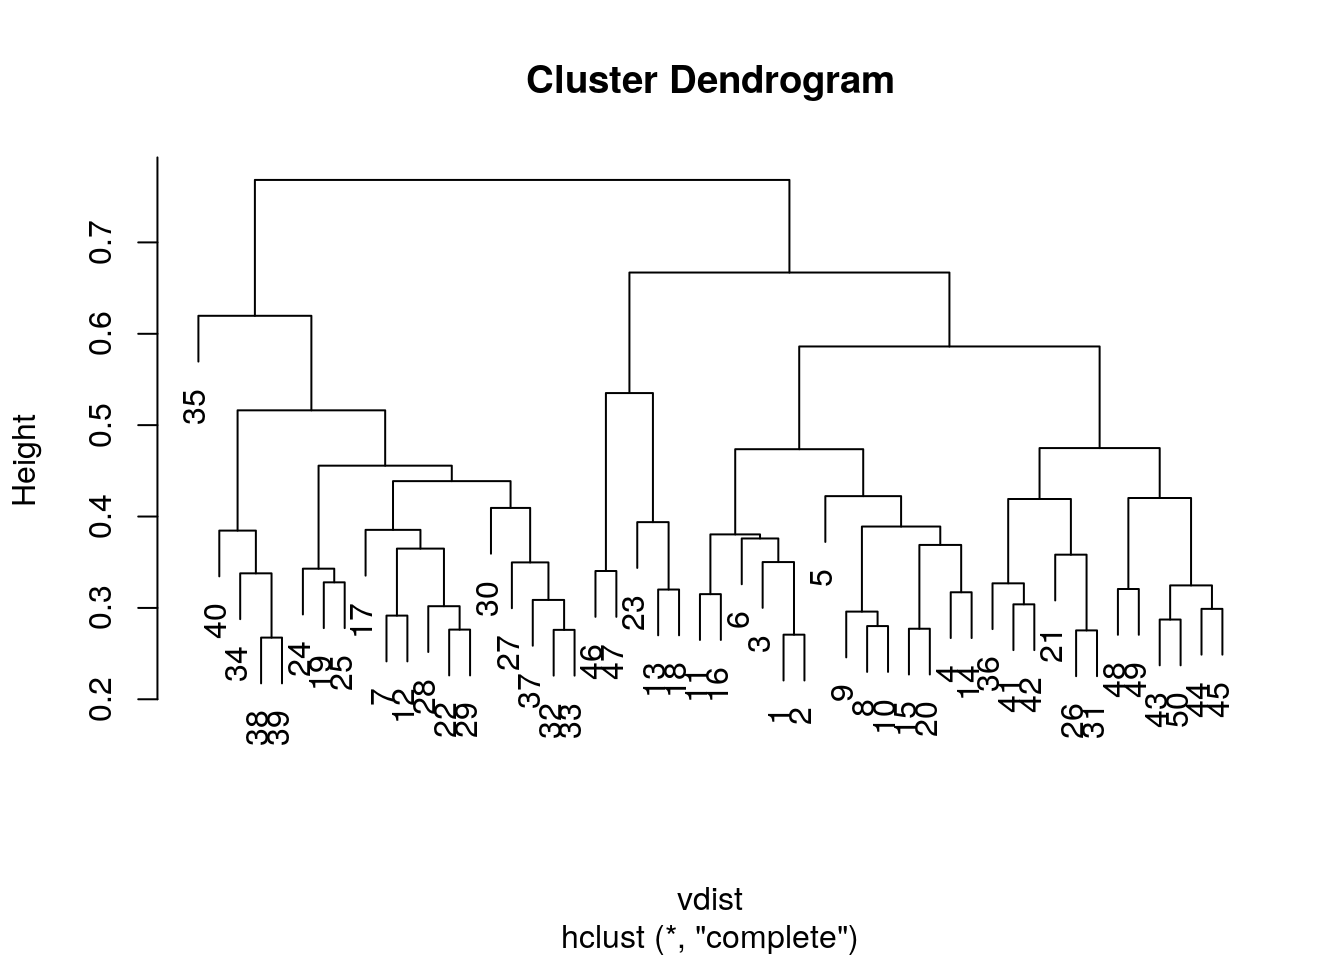 Cluster Dendrogram
Height
0.2 0.3 0.4 0.5 0.6 0.7
35 40 34 38 39 24 19 25 17 7 12 28 22 29 30 27 37 32 33 46 47 23 13 18 11 16 6 3 1 2 5 9 8 10 15 20 4 14 36 41 42 21 26 31 48 49 43 50 44 45
vdist
hclust (*, "complete")